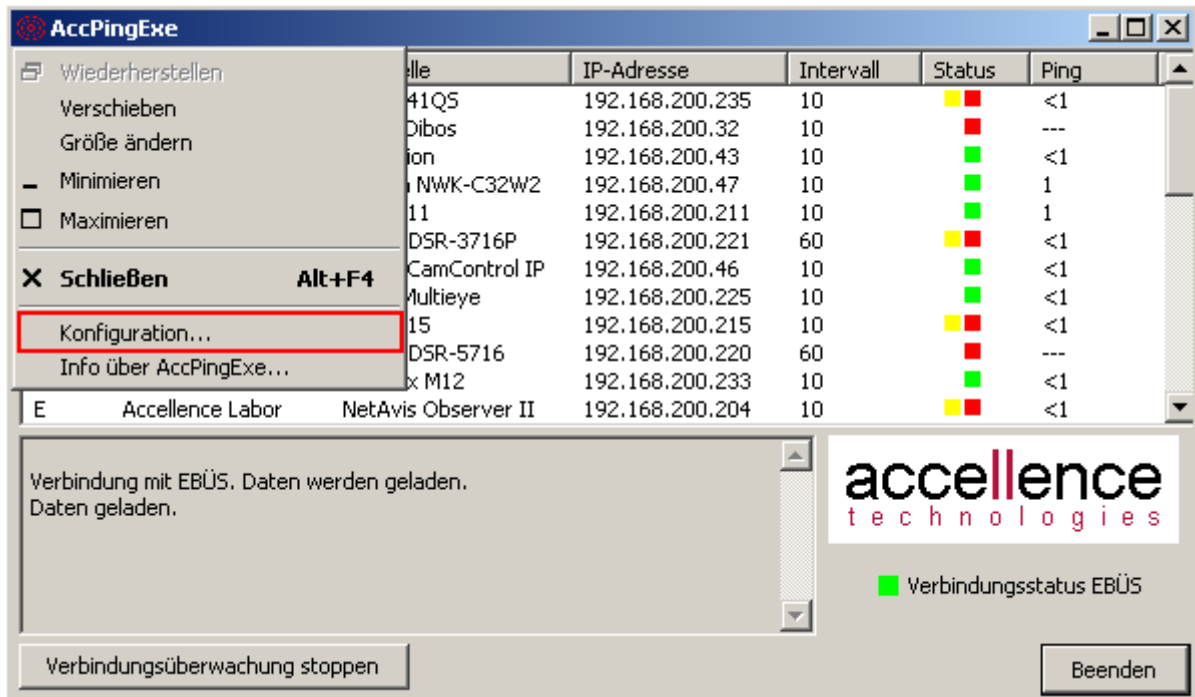 AccPingExe
Wiederherstellen
Verschieben
Größe ändern
Minimieren
Maximieren
Schließen Alt+F4
Konfiguration...
Info über AccPingExe...
lle IP-Adresse Intervall Status Ping
41QS 192.168.200.235 10 <1
Dibos 192.168.200.32 10 ---
ion 192.168.200.43 10 <1
NWK-C32W2 192.168.200.47 10 1
11 192.168.200.211 10 1
DSR-3716P 192.168.200.221 60 <1
CamControl IP 192.168.200.46 10 <1
Multieye 192.168.200.225 10 <1
15 192.168.200.215 10 <1
DSR-5716 192.168.200.220 60 ---
x M12 192.168.200.233 10 <1
E Accellence Labor NetAvis Observer II 192.168.200.204 10 <1
Verbindung mit EBÜS. Daten werden geladen.
Daten geladen.
accellence
technologies
Verbindungsstatus EBÜS
Verbindungsüberwachung stoppen
Beenden